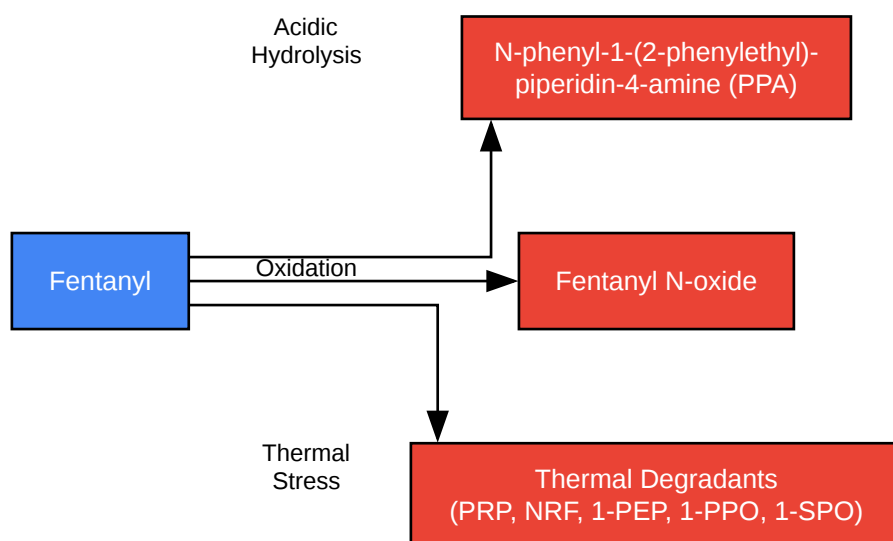 Acidic
Hydrolysis
N-phenyl-1-(2-phenylethyl)-
piperidin-4-amine (PPA)
Fentanyl
Oxidation
Fentanyl N-oxide
Thermal
Stress
Thermal Degradants
(PRP, NRF, 1-PEP, 1-PPO, 1-SPO)